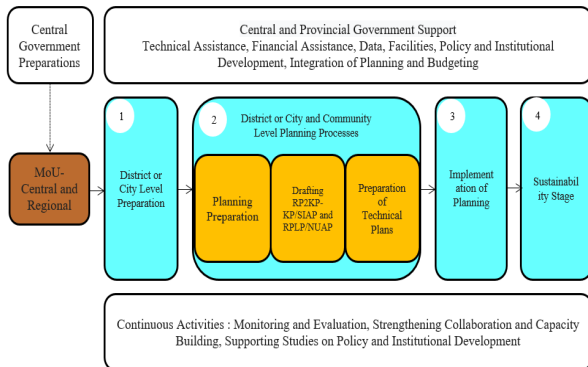 Central
Government
Preparations
Central and Provincial Government Support
Technical Assistance, Financial Assistance, Data, Facilities, Policy and Institutional
Development, Integration of Planning and Budgeting
MoU-
Central and
Regional
1
District or
City Level
Preparation
2
District or City and Community
Level Planning Processes
Planning
Preparation
Drafting
RP2KP-
KP/SIAP and
RPLP/NUAP
Preparation
of
Technical
Plans
3
Implement
ation of
Planning
4
Sustainabil
ity Stage
Continuous Activities : Monitoring and Evaluation, Strengthening Collaboration and Capacity
Building, Supporting Studies on Policy and Institutional Development